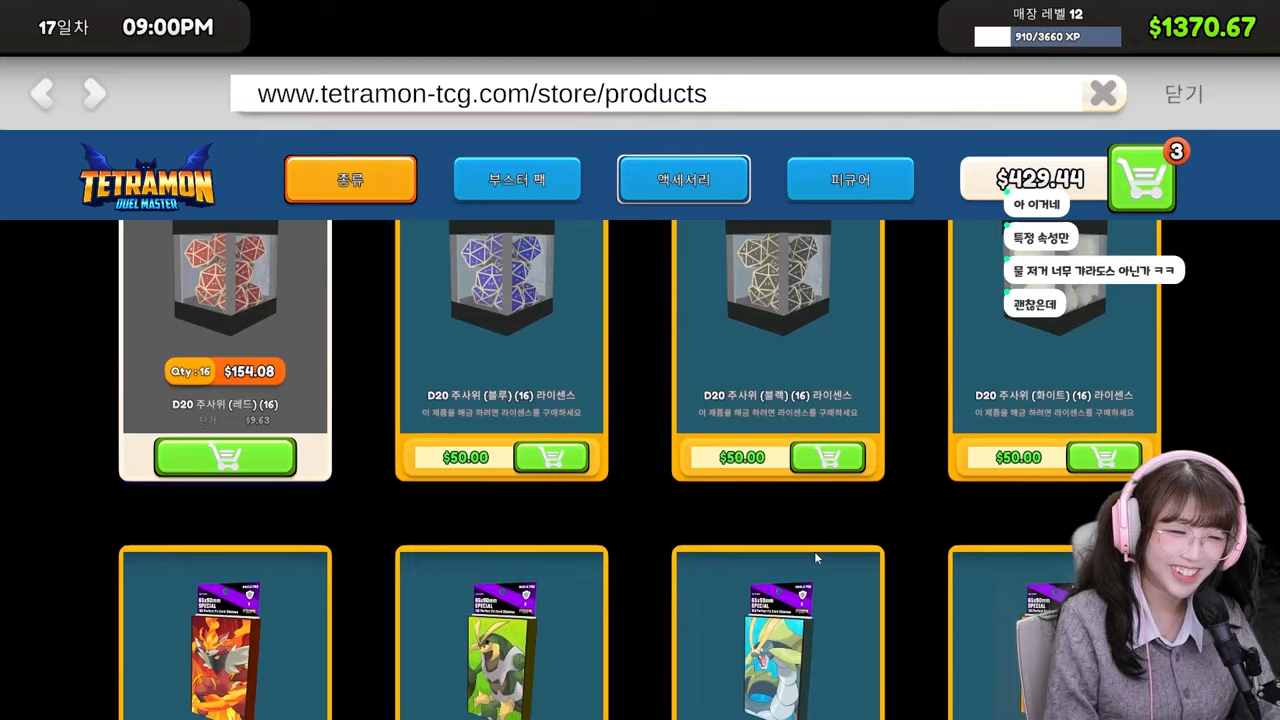 17일차
09:00PM
매장 레벨 12
910/3660 XP
$1370.67
www.tetramon-tcg.com/store/products
닫기
TETRAMON
DUEL MASTER
종류
부스터 팩
액세서리
피규어
$429.44
3
아 이거네
특정 속성만
물 저거 너무 갸라도스 아닌가 ㅋㅋ
괜찮은데
Qty : 16 $154.08
D20 주사위 (레드) (16)
단가 $9.63
D20 주사위 (블루) (16) 라이센스
이 제품을 해금 하려면 라이센스를 구매하세요
$50.00
D20 주사위 (블랙) (16) 라이센스
이 제품을 해금 하려면 라이센스를 구매하세요
$50.00
D20 주사위 (화이트) (16) 라이센스
이 제품을 해금 하려면 라이센스를 구매하세요
$50.00
SPECIAL
SPECIAL
SPECIAL